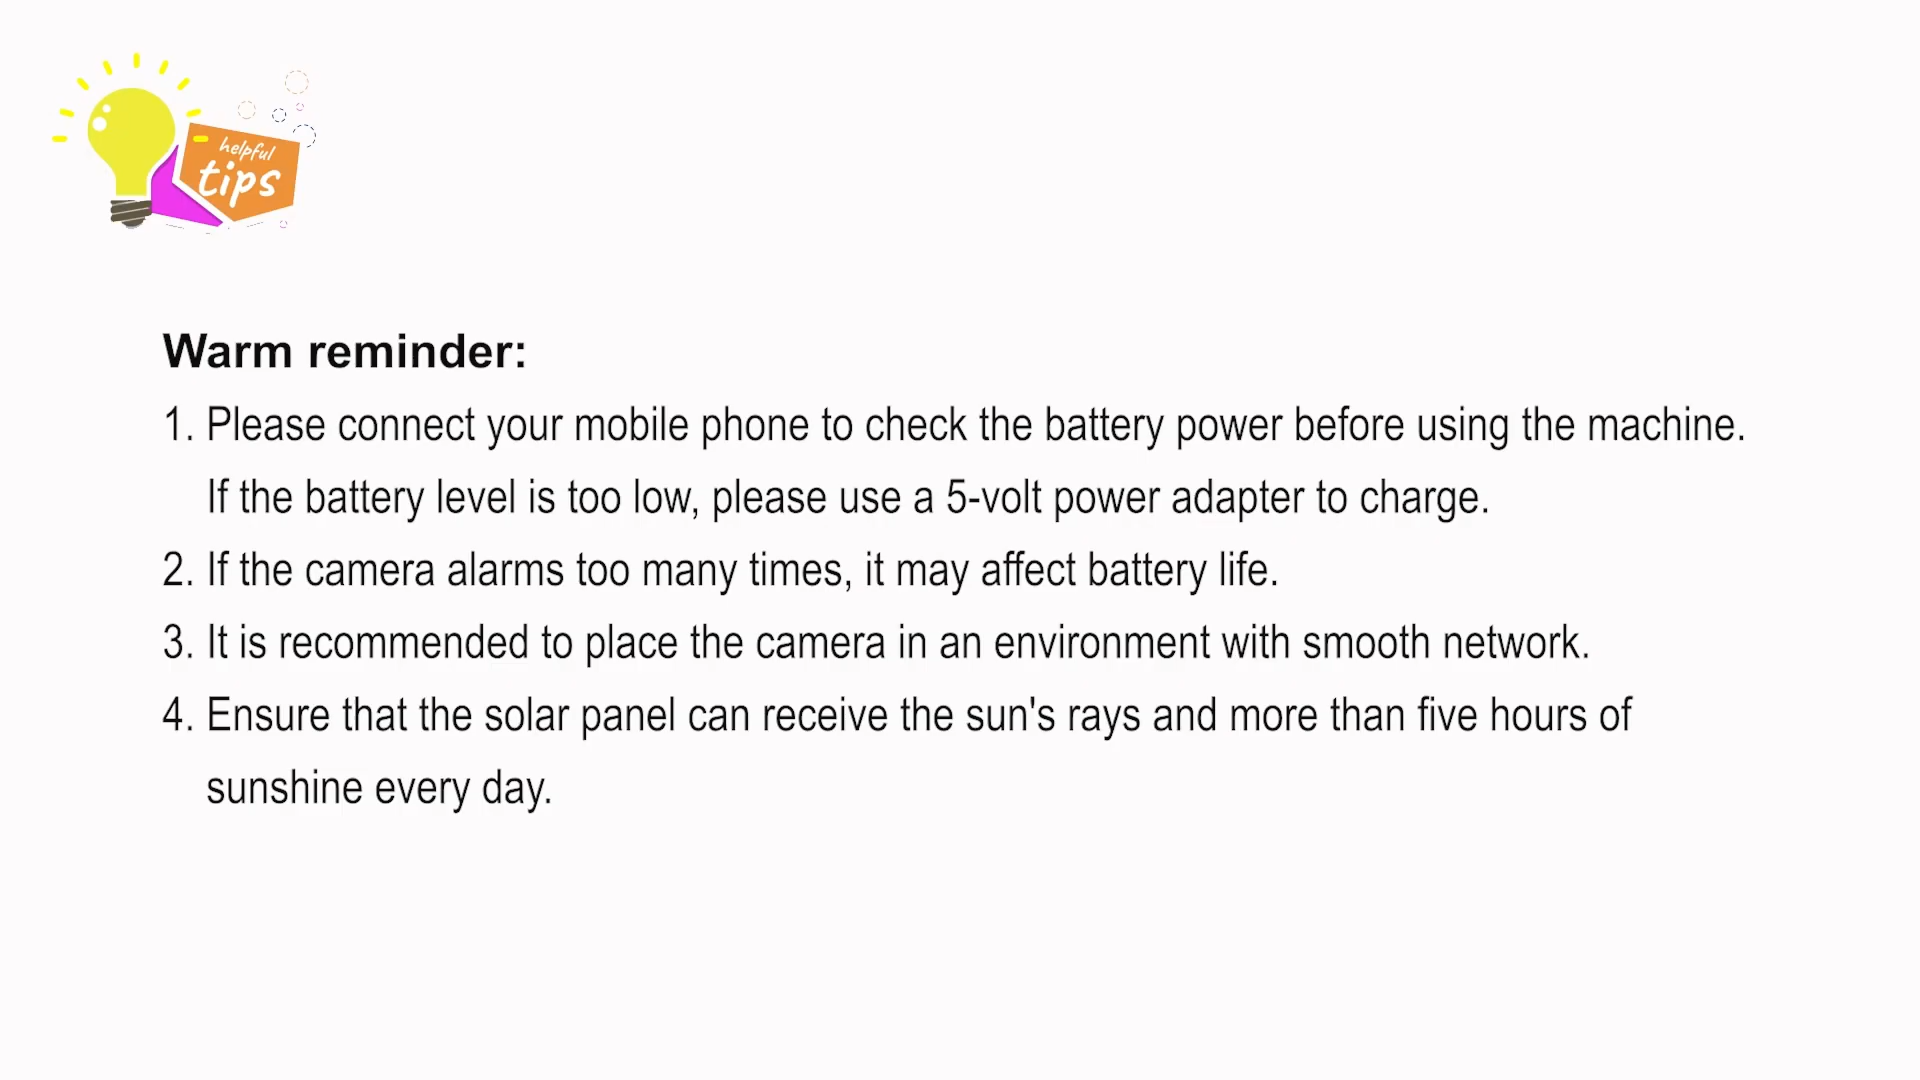 helpful
tips
Warm reminder:
1. Please connect your mobile phone to check the battery power before using the machine.
If the battery level is too low, please use a 5-volt power adapter to charge.
2. If the camera alarms too many times, it may affect battery life.
3. It is recommended to place the camera in an environment with smooth network.
4. Ensure that the solar panel can receive the sun's rays and more than five hours of
sunshine every day.